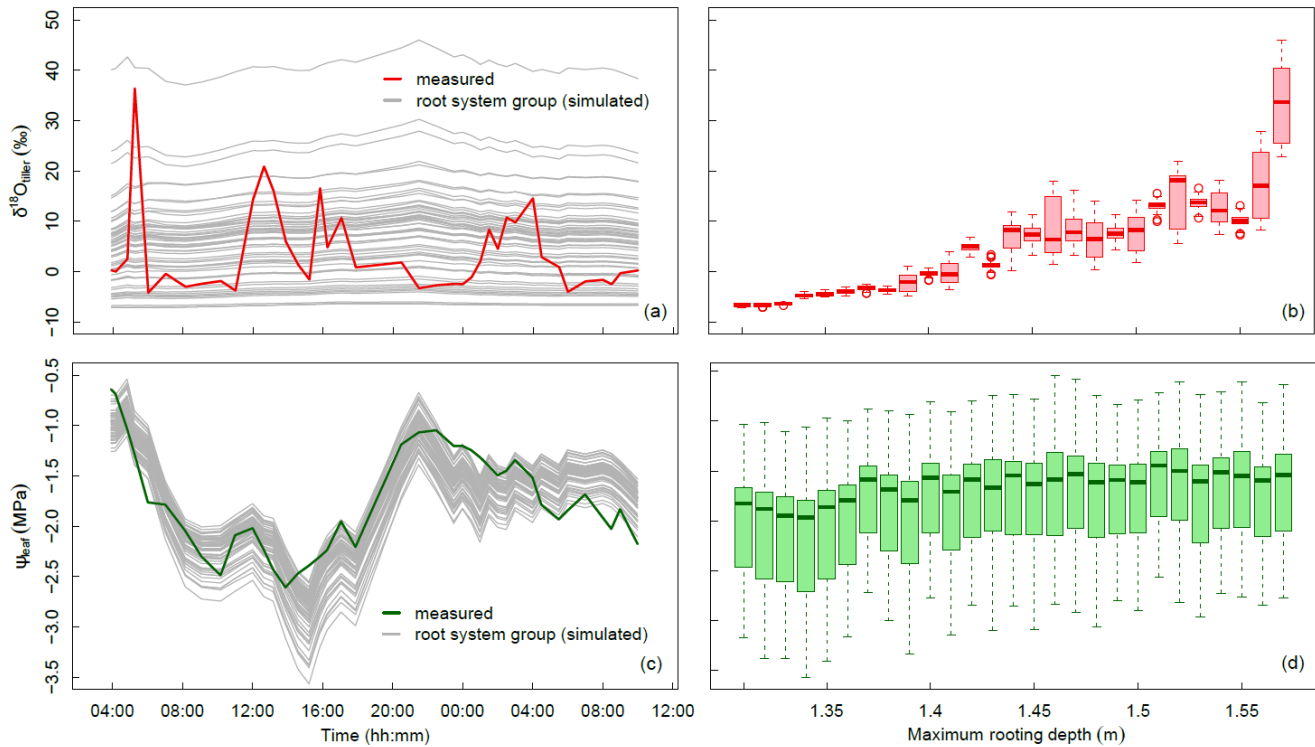 50
40
30
20
10
0
−10
δ¹⁸O_tiller (‰)
measured
root system group (simulated)
(a)
(b)
−0.5
−1.0
−1.5
−2.0
−2.5
−3.0
−3.5
Ψ_leaf (MPa)
measured
root system group (simulated)
(c)
(d)
04:00 08:00 12:00 16:00 20:00 00:00 04:00 08:00 12:00
Time (hh:mm)
1.35 1.4 1.45 1.5 1.55
Maximum rooting depth (m)